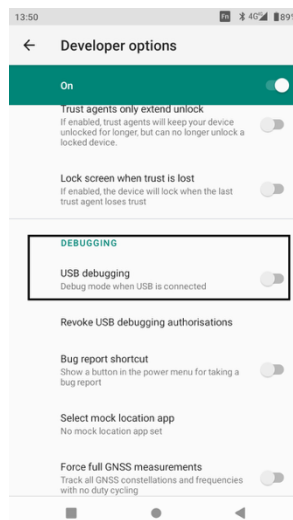 13:50 Fn 4G 89
Developer options
On
Trust agents only extend unlock
If enabled, trust agents will keep your device
unlocked for longer, but can no longer unlock a
locked device.
Lock screen when trust is lost
If enabled, the device will lock when the last
trust agent loses trust
DEBUGGING
USB debugging
Debug mode when USB is connected
Revoke USB debugging authorisations
Bug report shortcut
Show a button in the power menu for taking a
bug report
Select mock location app
No mock location app set
Force full GNSS measurements
Track all GNSS constellations and frequencies
with no duty cycling